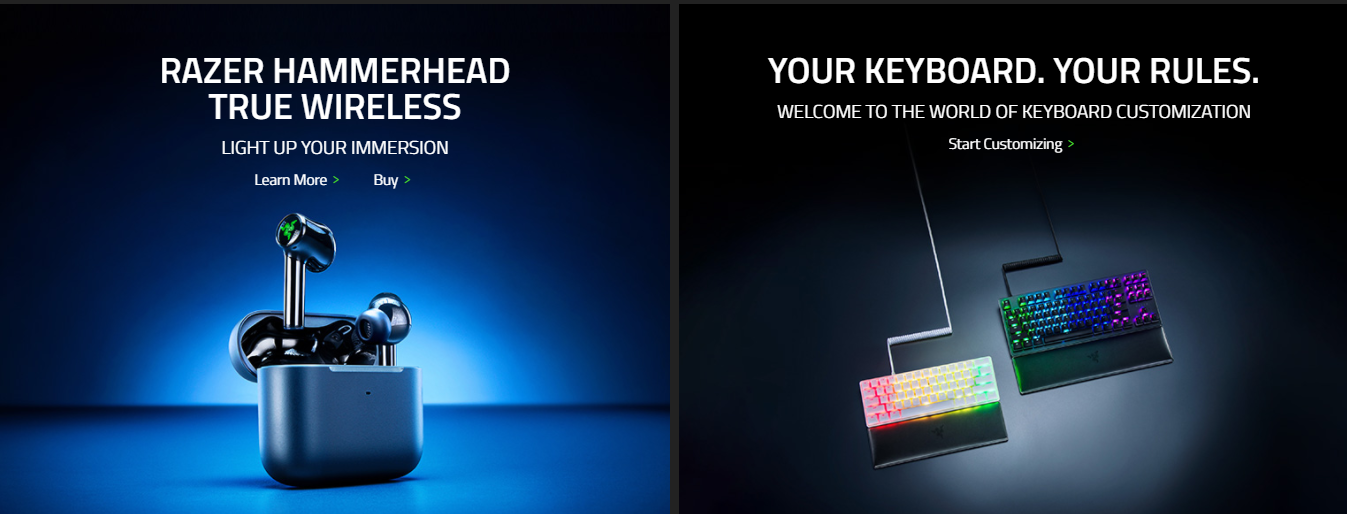 RAZER HAMMERHEAD
TRUE WIRELESS
LIGHT UP YOUR IMMERSION
Learn More >
Buy >
YOUR KEYBOARD. YOUR RULES.
WELCOME TO THE WORLD OF KEYBOARD CUSTOMIZATION
Start Customizing >